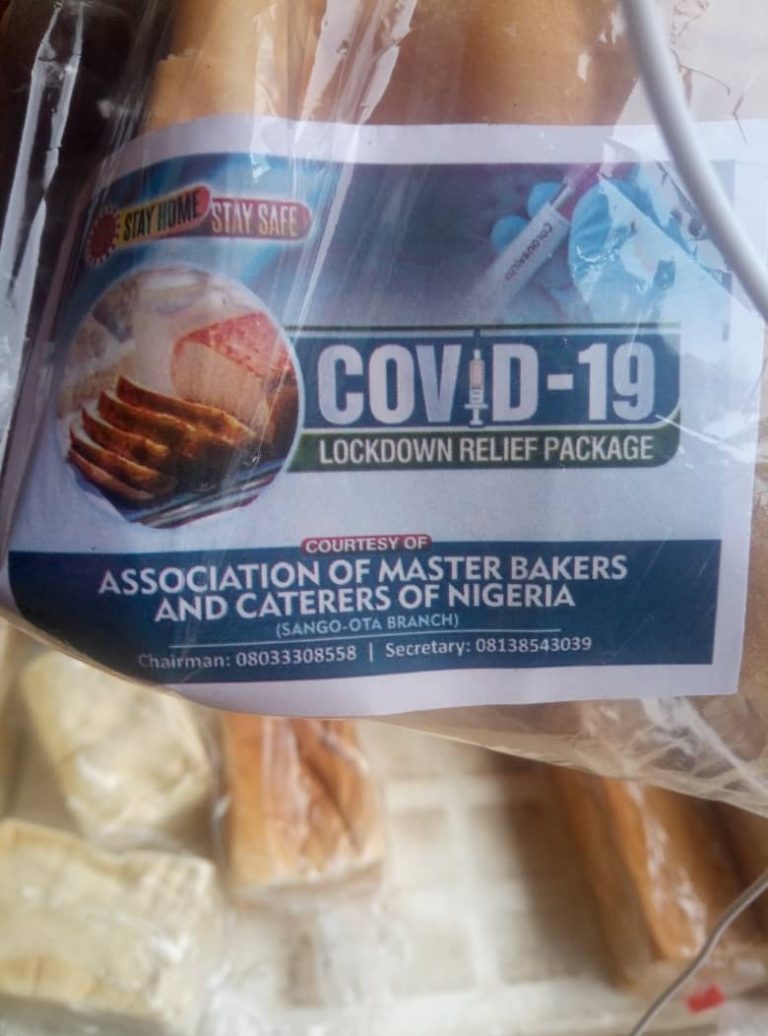 STAY HOME STAY SAFE
COVID-19
LOCKDOWN RELIEF PACKAGE
COURTESY OF
ASSOCIATION OF MASTER BAKERS
AND CATERERS OF NIGERIA
(SANGO-OTA BRANCH)
Chairman: 08033308558 | Secretary: 08138543039